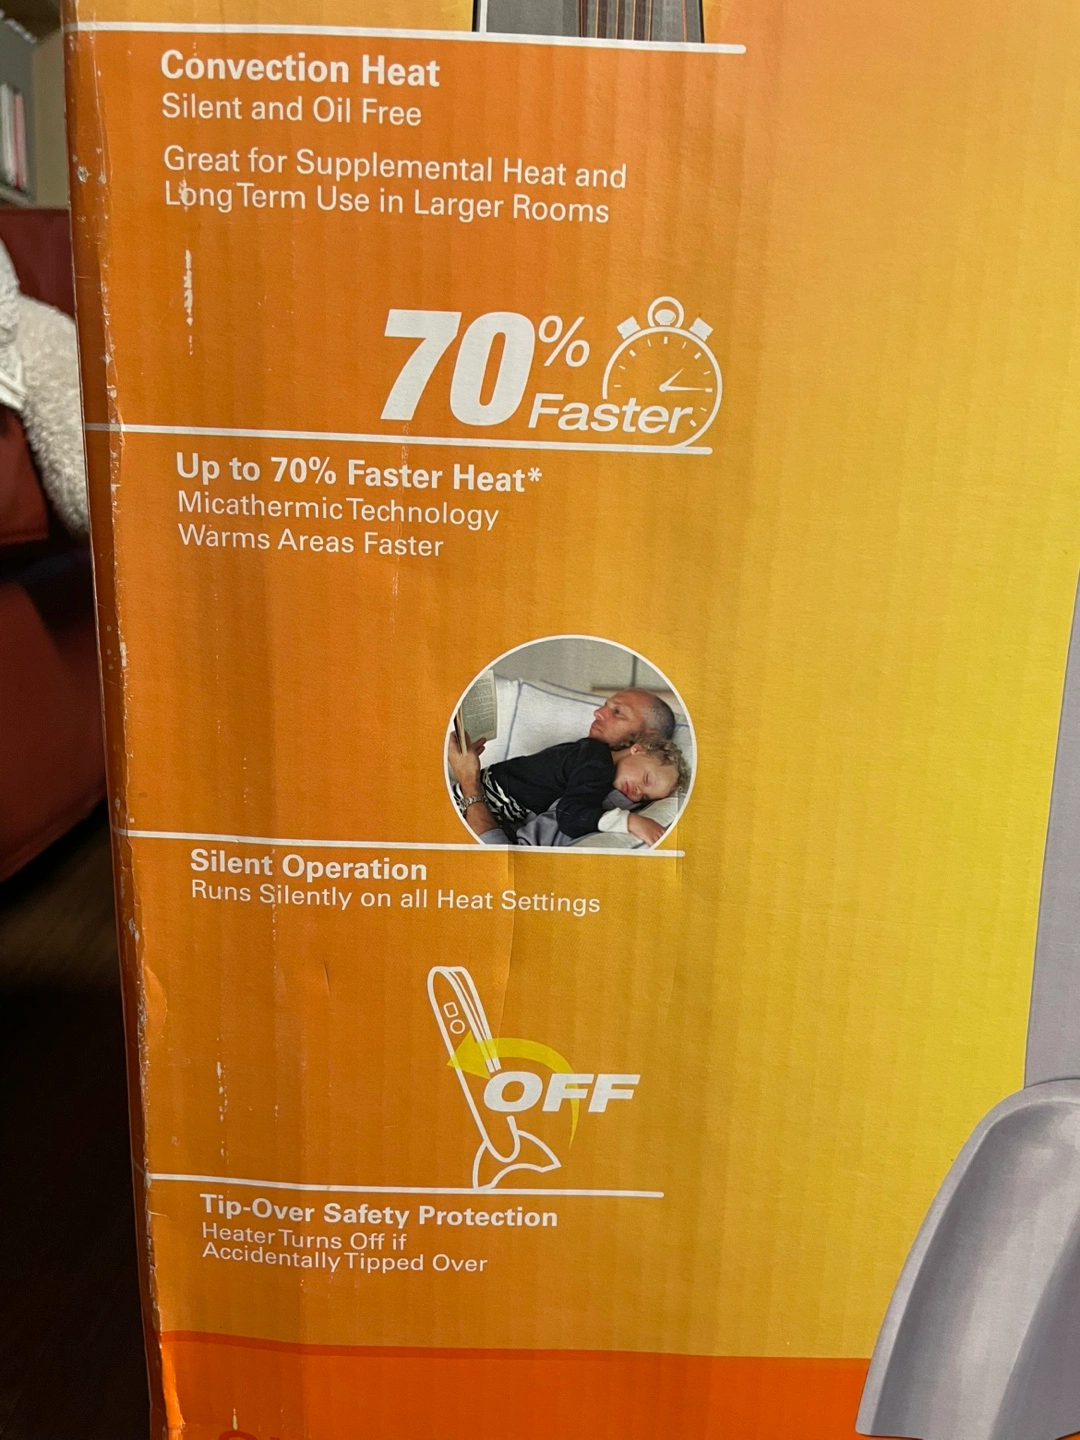 Convection Heat
Silent and Oil Free
Great for Supplemental Heat and
Long Term Use in Larger Rooms
70%
Faster
Up to 70% Faster Heat*
Micathermic Technology
Warms Areas Faster
Silent Operation
Runs Silently on all Heat Settings
OFF
Tip-Over Safety Protection
Heater Turns Off if
Accidentally Tipped Over